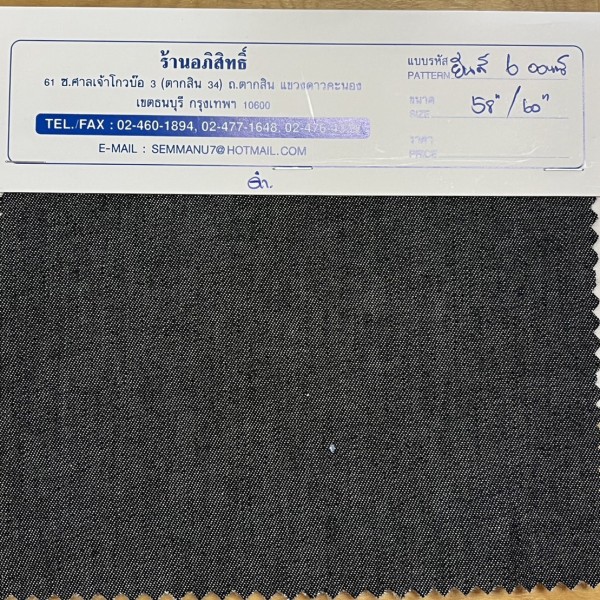 ร้านอภิสิทธิ์
61 ซ.ศาลเจ้าโกวบ๊อ 3 (ตากสิน 34) ถ.ตากสิน แขวงดาวคะนอง
เขตธนบุรี กรุงเทพฯ 10600
TEL./FAX : 02-460-1894, 02-477-1648, 02-476-4
E-MAIL : SEMMANU7@HOTMAIL.COM
แบบรหัส ยีนส์ 6 ออนซ์
PATTERN
ขนาด 58"/60"
SIZE
ราคา
PRICE
ดำ